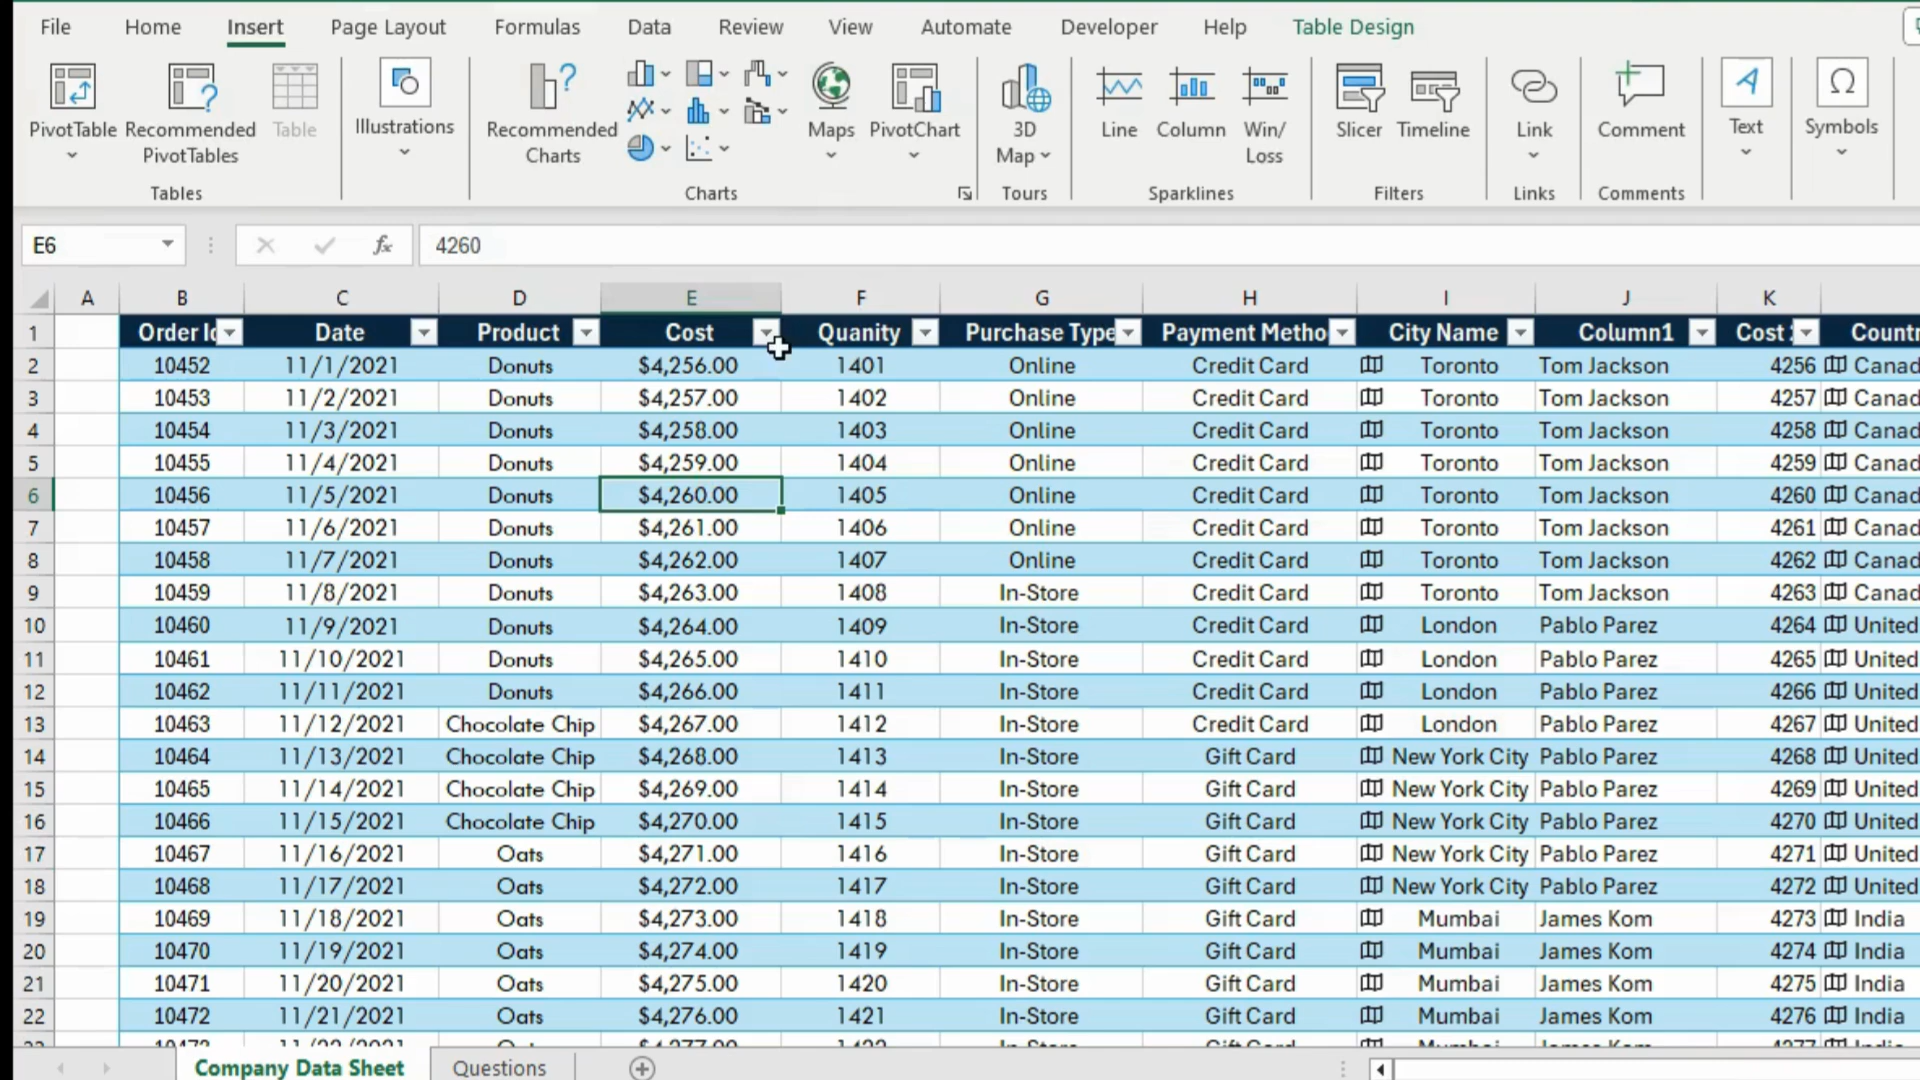 File Home Insert Page Layout Formulas Data Review View Automate Developer Help Table Design
PivotTable Recommended PivotTables Table Illustrations Recommended Charts Maps PivotChart 3D Map Line Column Win/Loss Slicer Timeline Link Comment Text Symbols
Tables Charts Tours Sparklines Filters Links Comments
E6 fx 4260
A B C D E F G H I J K
1 Order Date Product Cost Quanity Purchase Type Payment Metho City Name Column1 Cost Countr
2 10452 11/1/2021 Donuts $4,256.00 1401 Online Credit Card Toronto Tom Jackson 4256 Canad
3 10453 11/2/2021 Donuts $4,257.00 1402 Online Credit Card Toronto Tom Jackson 4257 Canad
4 10454 11/3/2021 Donuts $4,258.00 1403 Online Credit Card Toronto Tom Jackson 4258 Canad
5 10455 11/4/2021 Donuts $4,259.00 1404 Online Credit Card Toronto Tom Jackson 4259 Canad
6 10456 11/5/2021 Donuts $4,260.00 1405 Online Credit Card Toronto Tom Jackson 4260 Canad
7 10457 11/6/2021 Donuts $4,261.00 1406 Online Credit Card Toronto Tom Jackson 4261 Canad
8 10458 11/7/2021 Donuts $4,262.00 1407 Online Credit Card Toronto Tom Jackson 4262 Canad
9 10459 11/8/2021 Donuts $4,263.00 1408 In-Store Credit Card Toronto Tom Jackson 4263 Canad
10 10460 11/9/2021 Donuts $4,264.00 1409 In-Store Credit Card London Pablo Parez 4264 United
11 10461 11/10/2021 Donuts $4,265.00 1410 In-Store Credit Card London Pablo Parez 4265 United
12 10462 11/11/2021 Donuts $4,266.00 1411 In-Store Credit Card London Pablo Parez 4266 United
13 10463 11/12/2021 Chocolate Chip $4,267.00 1412 In-Store Credit Card London Pablo Parez 4267 United
14 10464 11/13/2021 Chocolate Chip $4,268.00 1413 In-Store Gift Card New York City Pablo Parez 4268 United
15 10465 11/14/2021 Chocolate Chip $4,269.00 1414 In-Store Gift Card New York City Pablo Parez 4269 United
16 10466 11/15/2021 Chocolate Chip $4,270.00 1415 In-Store Gift Card New York City Pablo Parez 4270 United
17 10467 11/16/2021 Oats $4,271.00 1416 In-Store Gift Card New York City Pablo Parez 4271 United
18 10468 11/17/2021 Oats $4,272.00 1417 In-Store Gift Card New York City Pablo Parez 4272 United
19 10469 11/18/2021 Oats $4,273.00 1418 In-Store Gift Card Mumbai James Kom 4273 India
20 10470 11/19/2021 Oats $4,274.00 1419 In-Store Gift Card Mumbai James Kom 4274 India
21 10471 11/20/2021 Oats $4,275.00 1420 In-Store Gift Card Mumbai James Kom 4275 India
22 10472 11/21/2021 Oats $4,276.00 1421 In-Store Gift Card Mumbai James Kom 4276 India
Company Data Sheet Questions